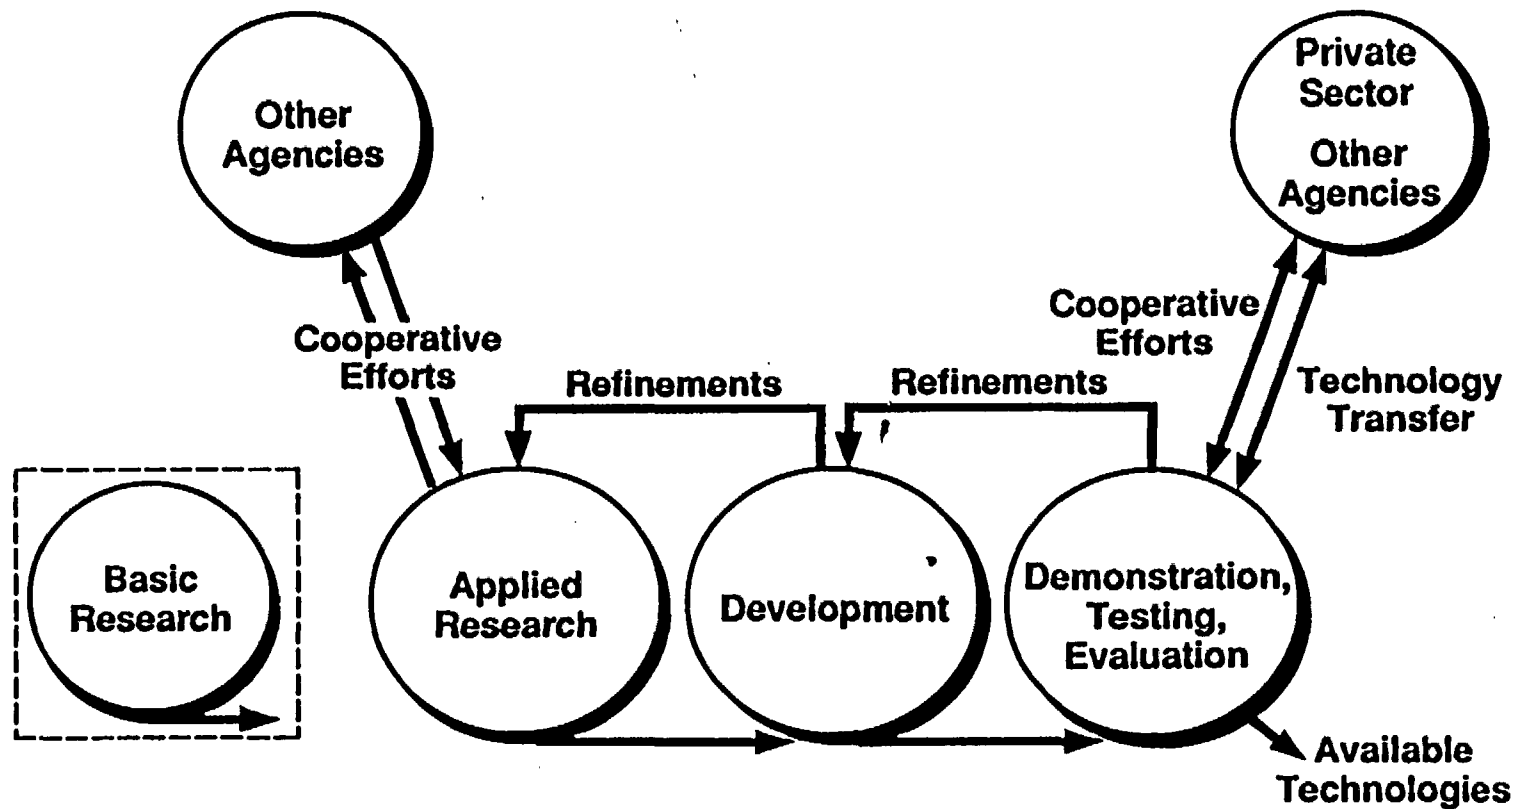 Other
Agencies
Private
Sector
Other
Agencies
Cooperative
Efforts
Cooperative
Efforts
Technology
Transfer
Refinements
Refinements
Basic
Research
Applied
Research
Development
Demonstration,
Testing,
Evaluation
Available
Technologies